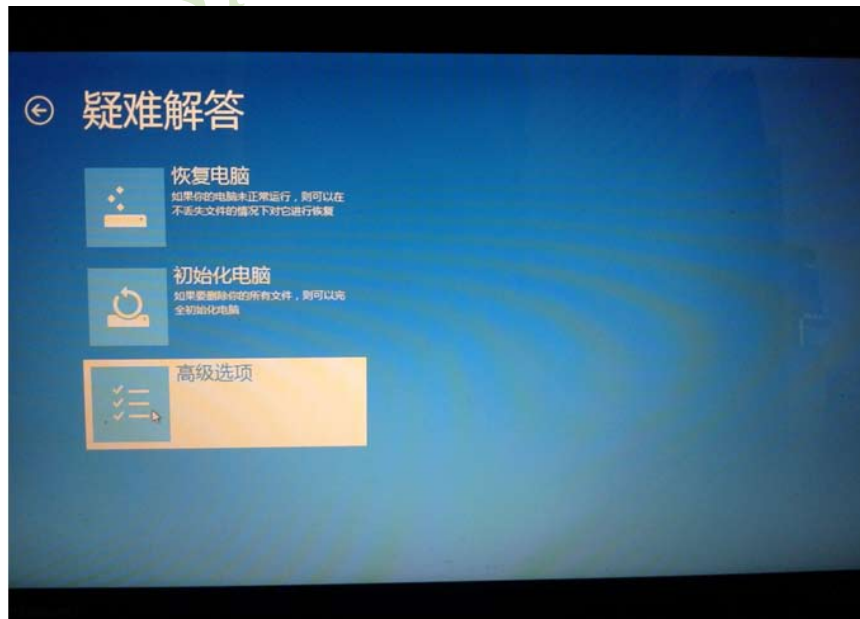 疑难解答
恢复电脑
如果你的电脑未正常运行，则可以在
不丢失文件的情况下对它进行恢复
初始化电脑
如果要删除你的所有文件，则可以完
全初始化电脑
高级选项